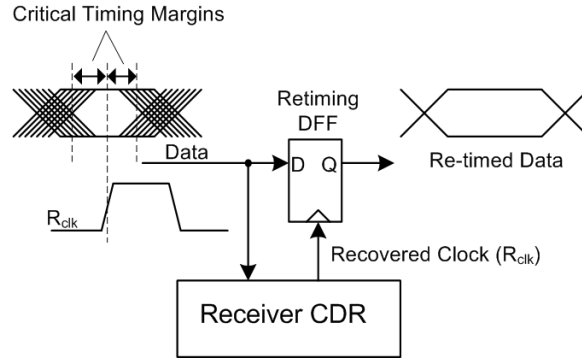 Critical Timing Margins
Retiming
DFF
Data
D Q
Re-timed Data
Rclk
Recovered Clock (Rclk)
Receiver CDR